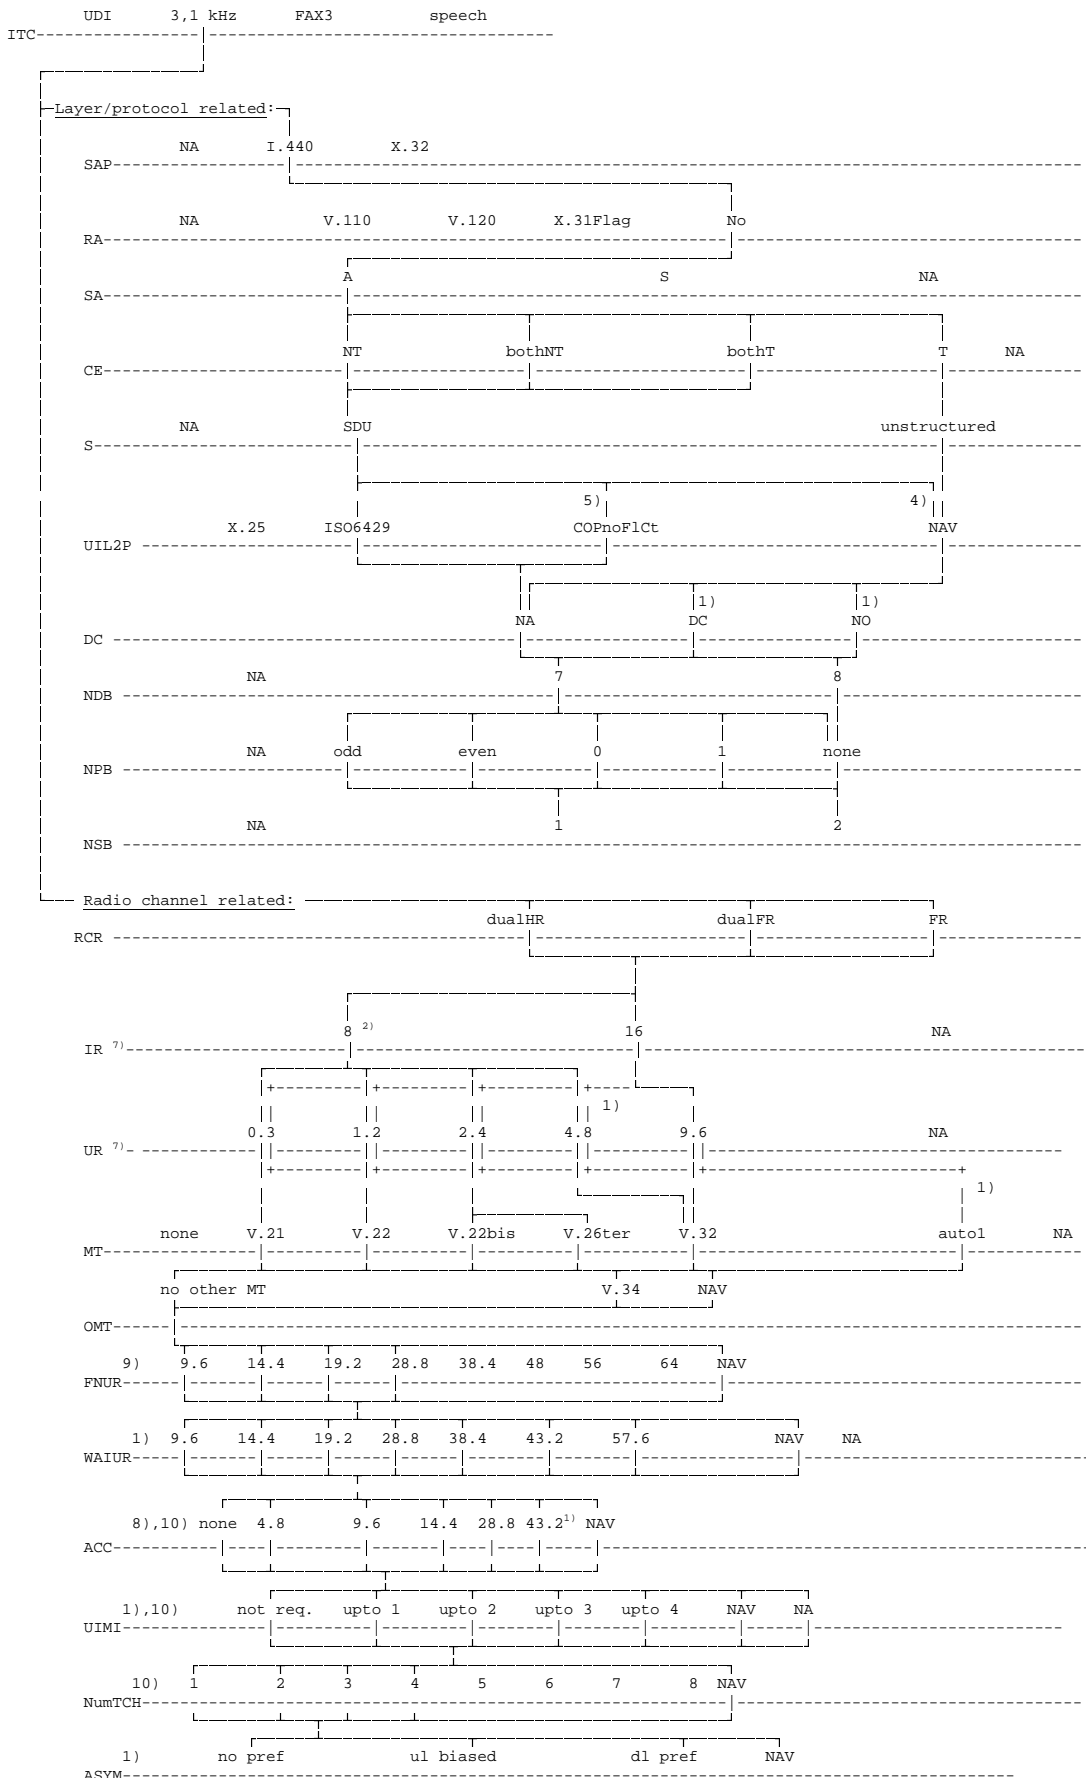 UDI 3,1 kHz FAX3 speech
ITC
Layer/protocol related:
NA I.440 X.32
SAP
NA V.110 V.120 X.31Flag No
RA
A S NA
SA
NT bothNT bothT T NA
CE
NA SDU unstructured
S
5) 4)
X.25 ISO6429 COPnoFlCt NAV
UIL2P
1) 1)
NA DC NO
DC
NA 7 8
NDB
NA odd even 0 1 none
NPB
NA 1 2
NSB
Radio channel related:
dualHR dualFR FR
RCR
8 2) 16 NA
IR 7)
1)
0.3 1.2 2.4 4.8 9.6 NA
UR 7)
1)
none V.21 V.22 V.22bis V.26ter V.32 auto1 NA
MT
no other MT V.34 NAV
OMT
9) 9.6 14.4 19.2 28.8 38.4 48 56 64 NAV
FNUR
1) 9.6 14.4 19.2 28.8 38.4 43.2 57.6 NAV NA
WAIUR
8),10) none 4.8 9.6 14.4 28.8 43.2 1) NAV
ACC
1),10) not req. upto 1 upto 2 upto 3 upto 4 NAV NA
UIMI
10) 1 2 3 4 5 6 7 8 NAV
NumTCH
1) no pref ul biased dl pref NAV
ASYM